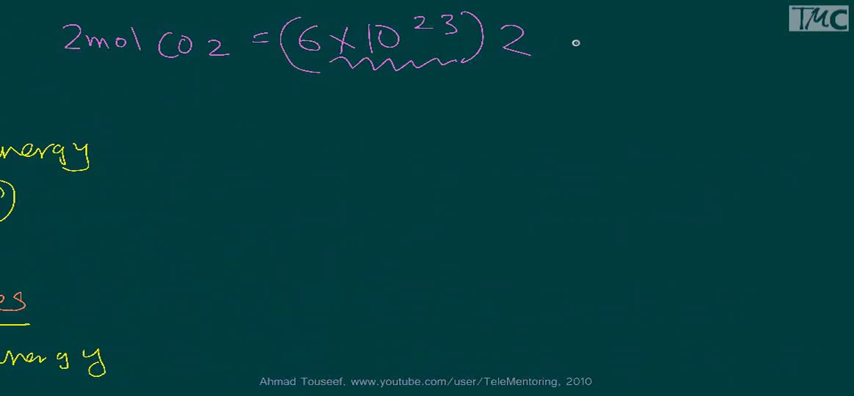 TMC
2mol CO2 = (6×10^23) 2
nergy
es
nergy
Ahmad Touseef, www.youtube.com/user/TeleMentoring, 2010